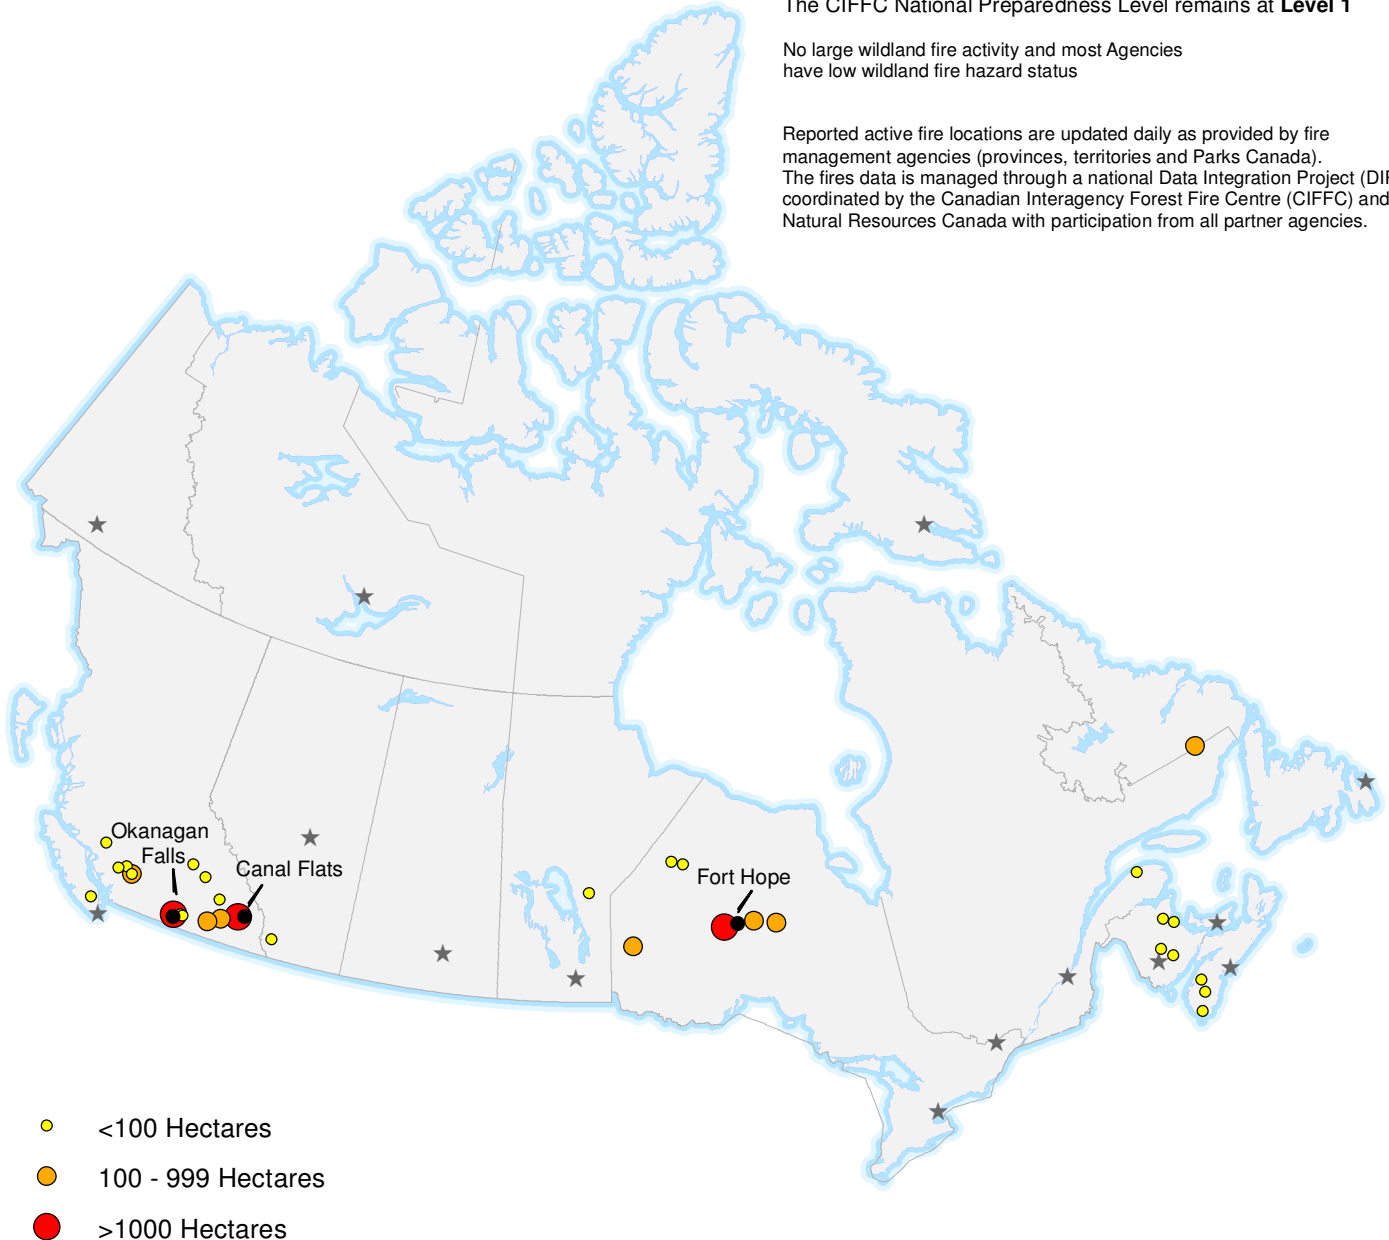 The CIFFC National Preparedness Level remains at Level 1
No large wildland fire activity and most Agencies
have low wildland fire hazard status
Reported active fire locations are updated daily as provided by fire
management agencies (provinces, territories and Parks Canada).
The fires data is managed through a national Data Integration Project (DIF
coordinated by the Canadian Interagency Forest Fire Centre (CIFFC) and
Natural Resources Canada with participation from all partner agencies.
Okanagan
Falls
Canal Flats
Fort Hope
<100 Hectares
100 - 999 Hectares
>1000 Hectares